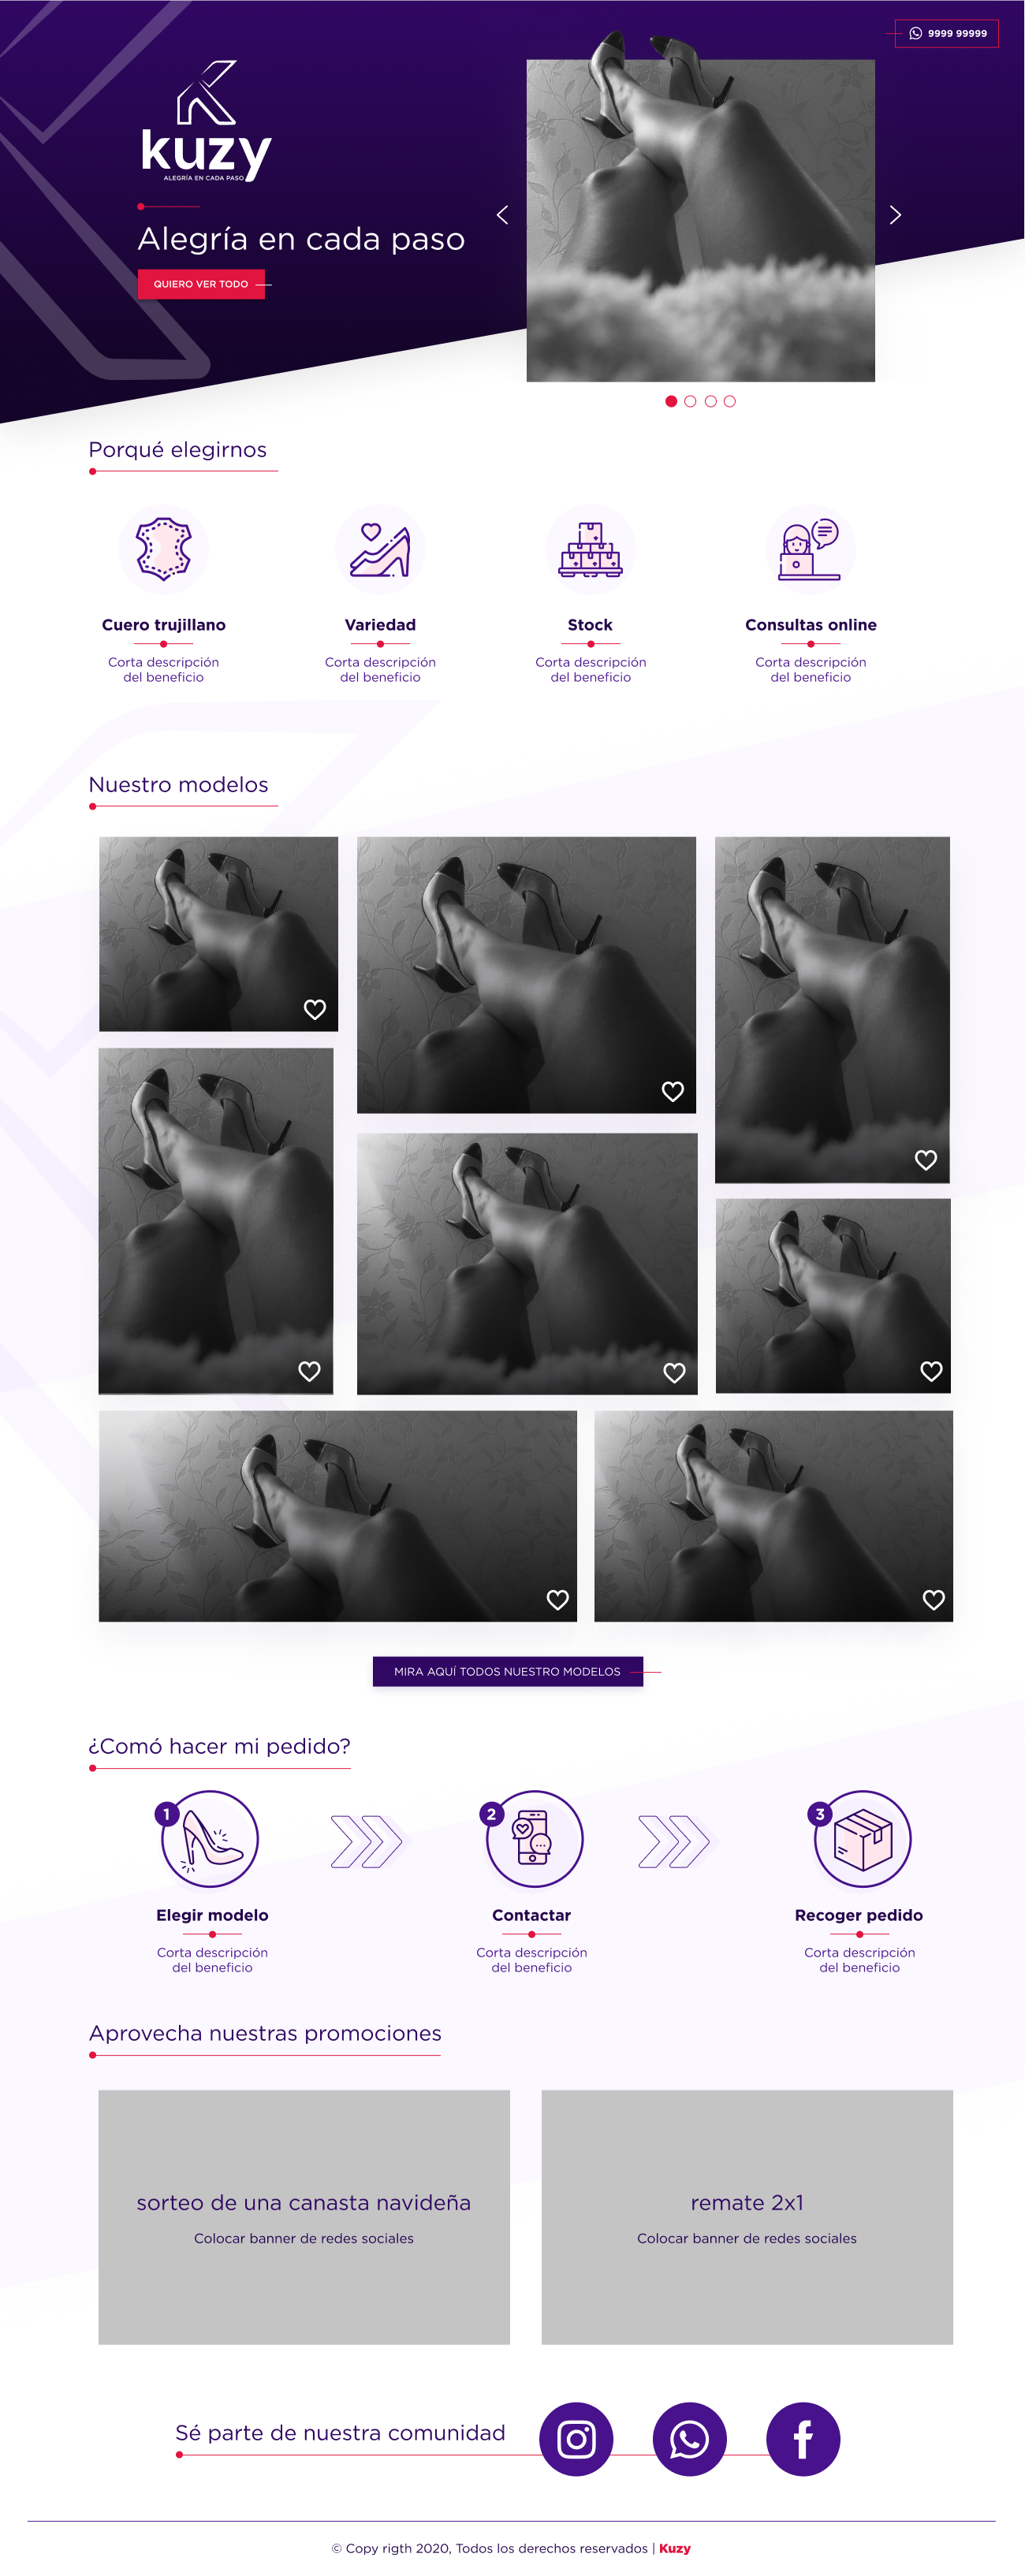 9999 99999
kuzy
ALEGRÍA EN CADA PASO
Alegría en cada paso
QUIERO VER TODO
Porqué elegirnos
Cuero trujillano
Corta descripción
del beneficio
Variedad
Corta descripción
del beneficio
Stock
Corta descripción
del beneficio
Consultas online
Corta descripción
del beneficio
Nuestro modelos
MIRA AQUÍ TODOS NUESTRO MODELOS
¿Comó hacer mi pedido?
1
Elegir modelo
Corta descripción
del beneficio
2
Contactar
Corta descripción
del beneficio
3
Recoger pedido
Corta descripción
del beneficio
Aprovecha nuestras promociones
sorteo de una canasta navideña
Colocar banner de redes sociales
remate 2x1
Colocar banner de redes sociales
Sé parte de nuestra comunidad
© Copy rigth 2020, Todos los derechos reservados | Kuzy